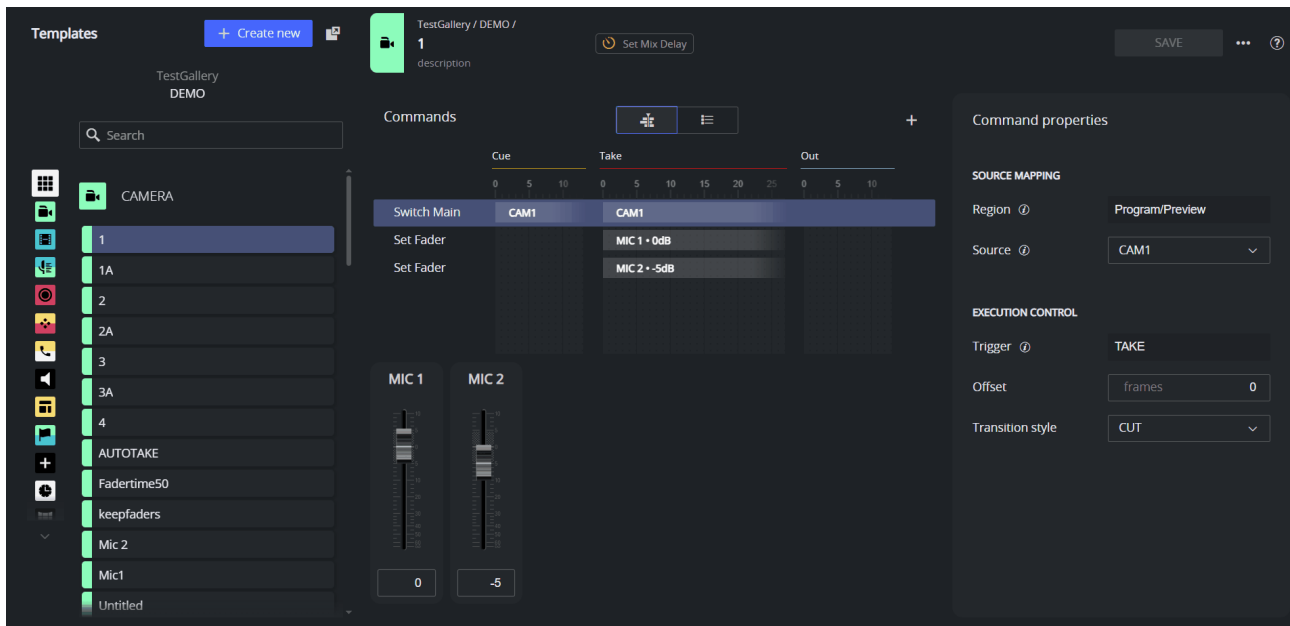 Templates
Create new
TestGallery
DEMO
Search
CAMERA
1
1A
2
2A
3
3A
4
AUTOTAKE
Fadertime50
keepfaders
Mic 2
Mic1
Untitled
TestGallery / DEMO /
1
description
Set Mix Delay
SAVE
Commands
Cue
Take
Out
0 5 10
0 5 10 15 20 25
0 5 10
Switch Main
CAM1
CAM1
Set Fader
MIC 1 • 0dB
Set Fader
MIC 2 • -5dB
MIC 1
MIC 2
0
-5
Command properties
SOURCE MAPPING
Region
Program/Preview
Source
CAM1
EXECUTION CONTROL
Trigger
TAKE
Offset
frames
0
Transition style
CUT